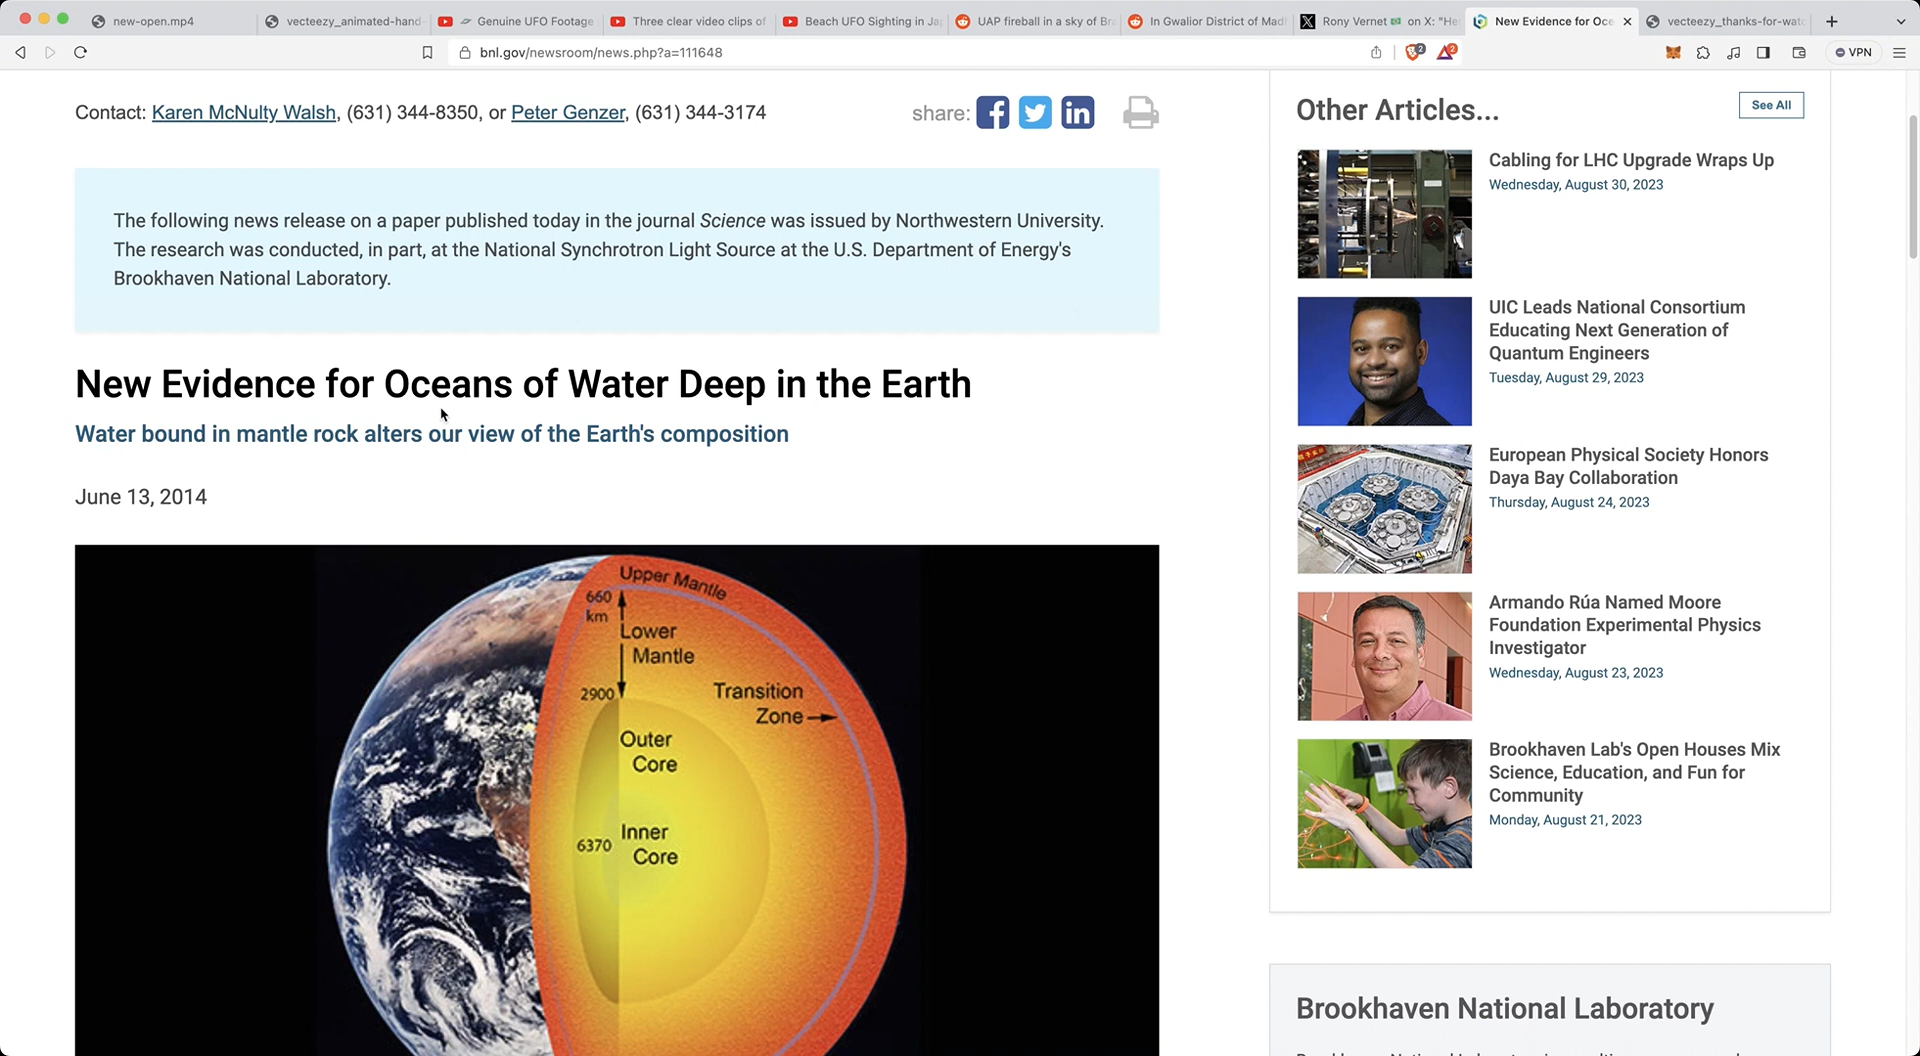 new-open.mp4
vecteezy_animated-hand-
Genuine UFO Footage
Three clear video clips of
Beach UFO Sighting in Ja
UAP fireball in a sky of Bra
In Gwalior District of Mad
Rony Vernet on X: "He
New Evidence for Oce
vecteezy_thanks-for-watc
bnl.gov/newsroom/news.php?a=111648
2
2
VPN
Contact: Karen McNulty Walsh, (631) 344-8350, or Peter Genzer, (631) 344-3174
share:
The following news release on a paper published today in the journal Science was issued by Northwestern University.
The research was conducted, in part, at the National Synchrotron Light Source at the U.S. Department of Energy's
Brookhaven National Laboratory.
New Evidence for Oceans of Water Deep in the Earth
Water bound in mantle rock alters our view of the Earth's composition
June 13, 2014
Upper Mantle
660
km
Lower
Mantle
2900
Transition
Zone
Outer
Core
Inner
6370
Core
Other Articles...
See All
Cabling for LHC Upgrade Wraps Up
Wednesday, August 30, 2023
UIC Leads National Consortium
Educating Next Generation of
Quantum Engineers
Tuesday, August 29, 2023
European Physical Society Honors
Daya Bay Collaboration
Thursday, August 24, 2023
Armando Rúa Named Moore
Foundation Experimental Physics
Investigator
Wednesday, August 23, 2023
Brookhaven Lab's Open Houses Mix
Science, Education, and Fun for
Community
Monday, August 21, 2023
Brookhaven National Laboratory